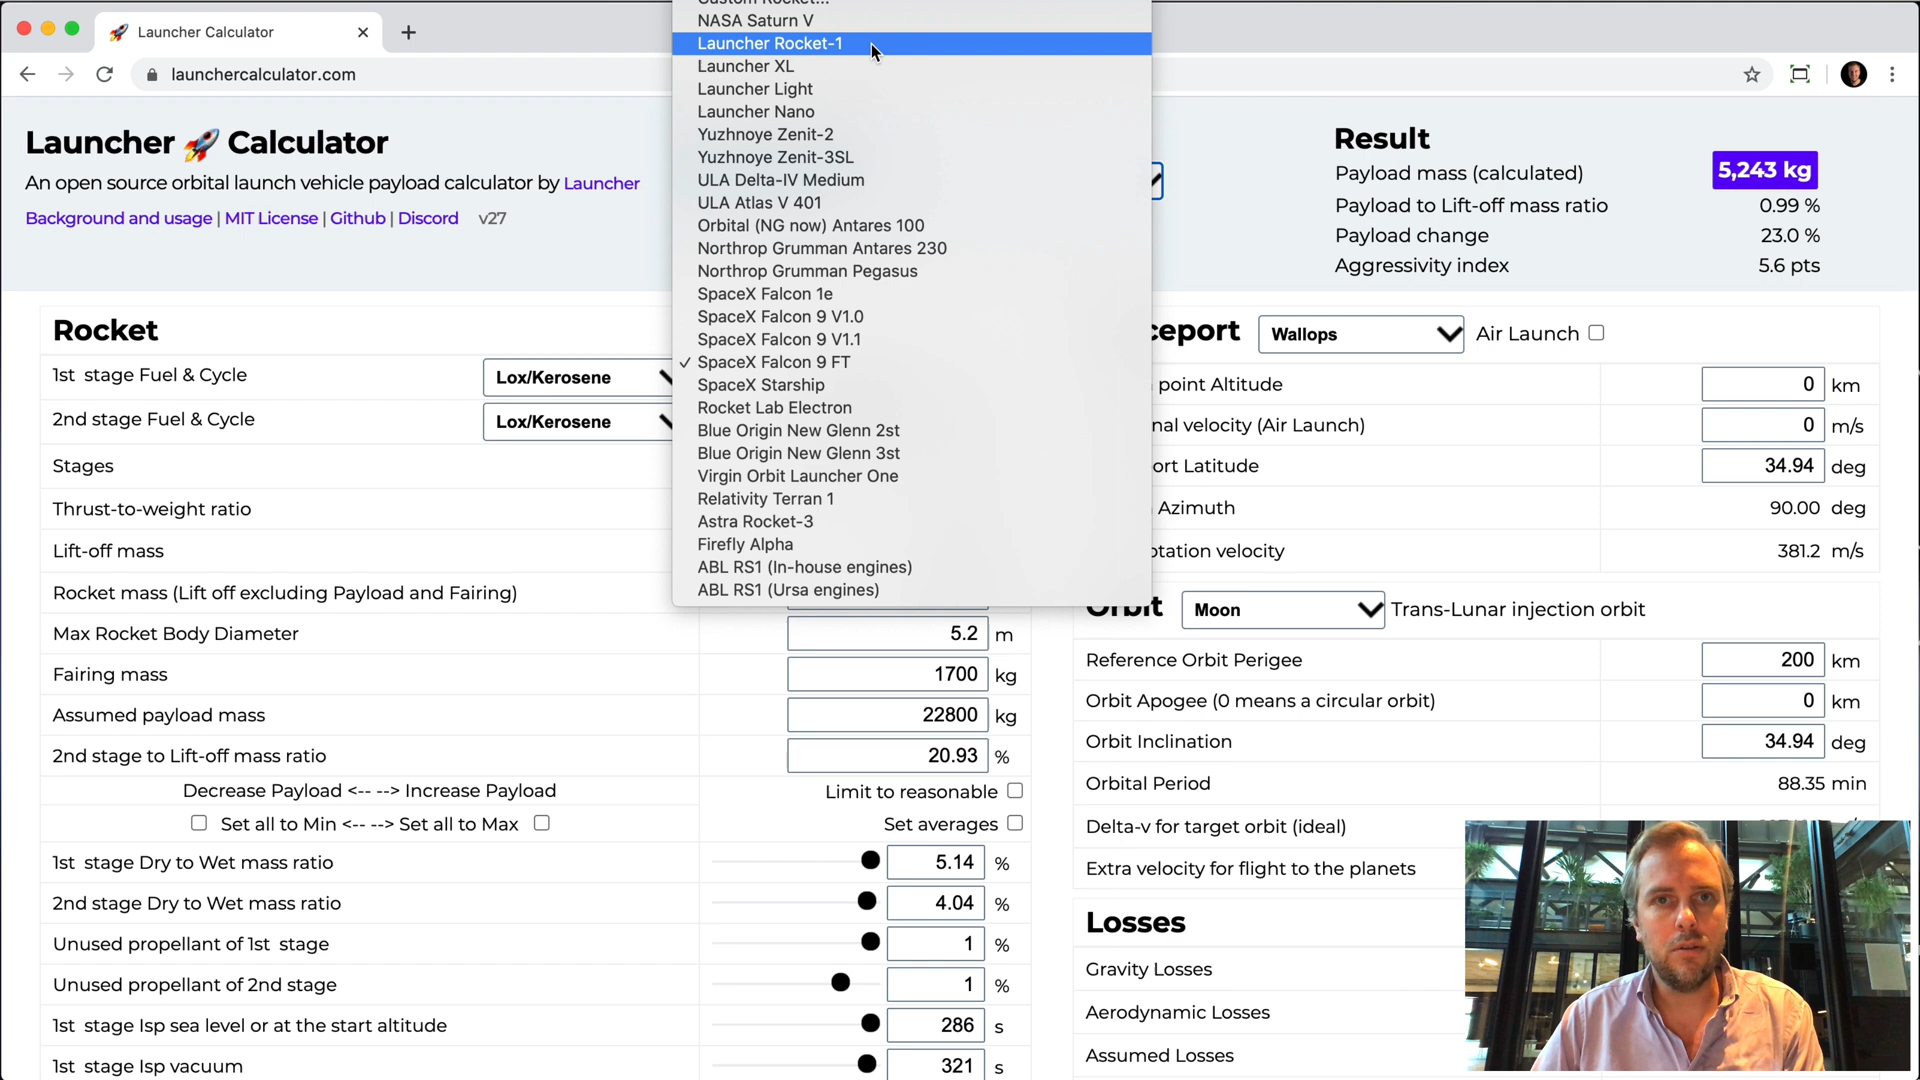 Launcher Calculator
launchercalculator.com
NASA Saturn V
Launcher Rocket-1
Launcher XL
Launcher Light
Launcher Nano
Yuzhnoye Zenit-2
Yuzhnoye Zenit-3SL
ULA Delta-IV Medium
ULA Atlas V 401
Orbital (NG now) Antares 100
Northrop Grumman Antares 230
Northrop Grumman Pegasus
SpaceX Falcon 1e
SpaceX Falcon 9 V1.0
SpaceX Falcon 9 V1.1
✓ SpaceX Falcon 9 FT
SpaceX Starship
Rocket Lab Electron
Blue Origin New Glenn 2st
Blue Origin New Glenn 3st
Virgin Orbit Launcher One
Relativity Terran 1
Astra Rocket-3
Firefly Alpha
ABL RS1 (In-house engines)
ABL RS1 (Ursa engines)
Launcher 🚀 Calculator
An open source orbital launch vehicle payload calculator by Launcher
Background and usage | MIT License | Github | Discord v27
Result
Payload mass (calculated) 5,243 kg
Payload to Lift-off mass ratio 0.99 %
Payload change 23.0 %
Aggressivity index 5.6 pts
Rocket
1st stage Fuel & Cycle Lox/Kerosene
2nd stage Fuel & Cycle Lox/Kerosene
Stages
Thrust-to-weight ratio
Lift-off mass
Rocket mass (Lift off excluding Payload and Fairing)
Max Rocket Body Diameter 5.2 m
Fairing mass 1700 kg
Assumed payload mass 22800 kg
2nd stage to Lift-off mass ratio 20.93 %
Decrease Payload <-- --> Increase Payload Limit to reasonable
Set all to Min <-- --> Set all to Max Set averages
1st stage Dry to Wet mass ratio 5.14 %
2nd stage Dry to Wet mass ratio 4.04 %
Unused propellant of 1st stage 1 %
Unused propellant of 2nd stage 1 %
1st stage Isp sea level or at the start altitude 286 s
1st stage Isp vacuum 321 s
ceport Wallops Air Launch
point Altitude 0 km
nal velocity (Air Launch) 0 m/s
ort Latitude 34.94 deg
Azimuth 90.00 deg
otation velocity 381.2 m/s
Orbit Moon Trans-Lunar injection orbit
Reference Orbit Perigee 200 km
Orbit Apogee (0 means a circular orbit) 0 km
Orbit Inclination 34.94 deg
Orbital Period 88.35 min
Delta-v for target orbit (ideal)
Extra velocity for flight to the planets
Losses
Gravity Losses
Aerodynamic Losses
Assumed Losses